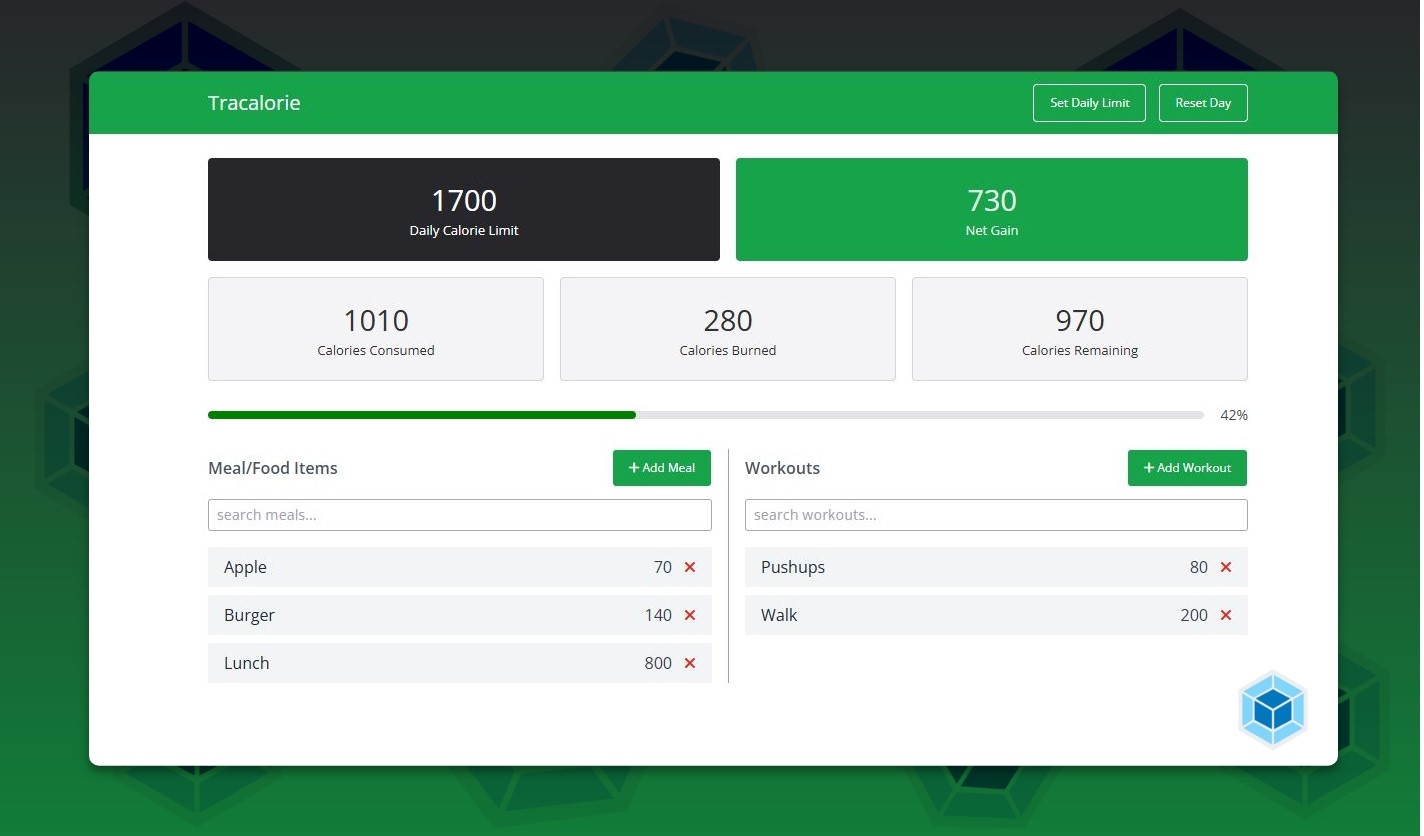 Tracalorie
Set Daily Limit
Reset Day
1700
Daily Calorie Limit
730
Net Gain
1010
Calories Consumed
280
Calories Burned
970
Calories Remaining
42%
Meal/Food Items
+ Add Meal
search meals...
Apple 70
Burger 140
Lunch 800
Workouts
+ Add Workout
search workouts...
Pushups 80
Walk 200